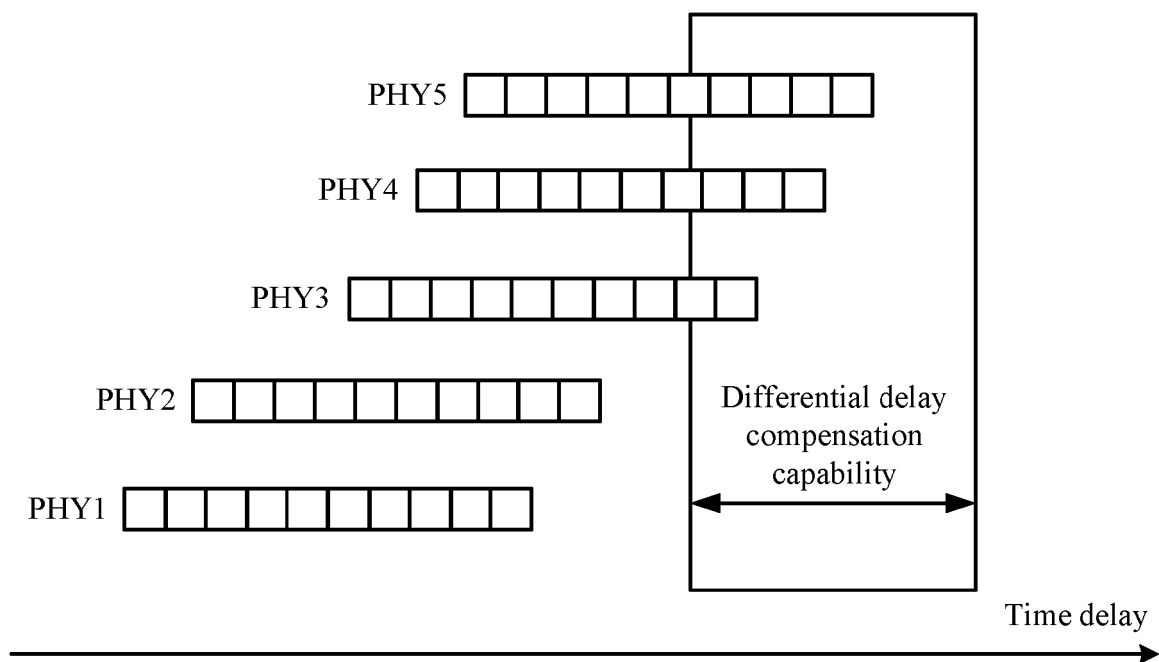 PHY5
PHY4
PHY3
PHY2
Differential delay
compensation
capability
PHY1
Time delay